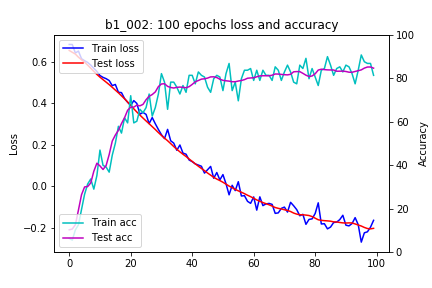 b1_002: 100 epochs loss and accuracy
Train loss
Test loss
Train acc
Test acc
Loss
Accuracy
0.6
0.4
0.2
0.0
−0.2
100
80
60
40
20
0
0 20 40 60 80 100